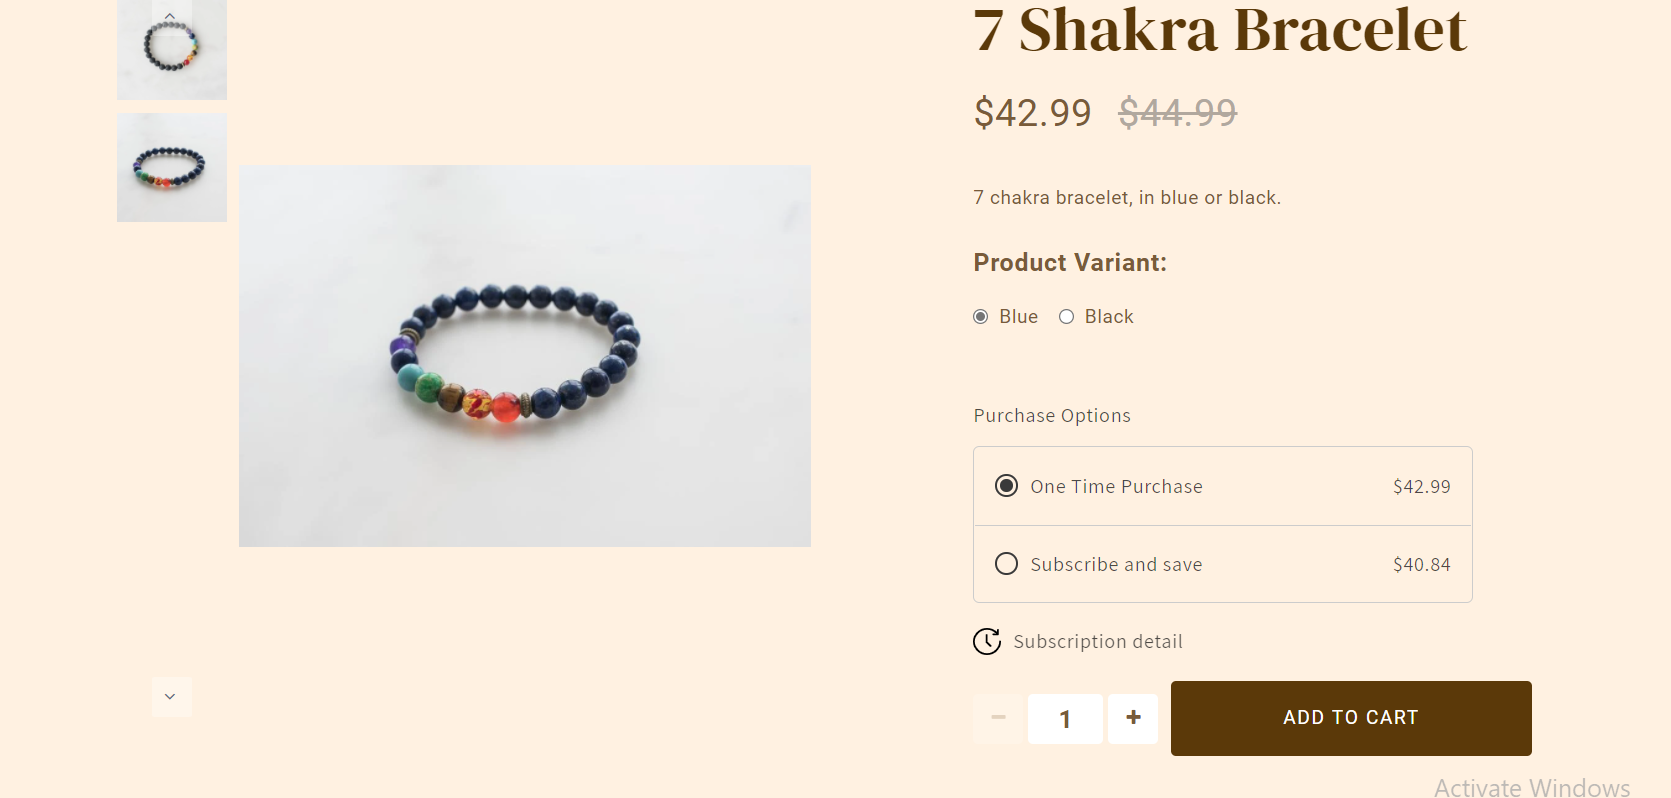 7 Shakra Bracelet
$42.99 $44.99
7 chakra bracelet, in blue or black.
Product Variant:
Blue Black
Purchase Options
One Time Purchase $42.99
Subscribe and save $40.84
Subscription detail
− 1 + ADD TO CART
Activate Windows